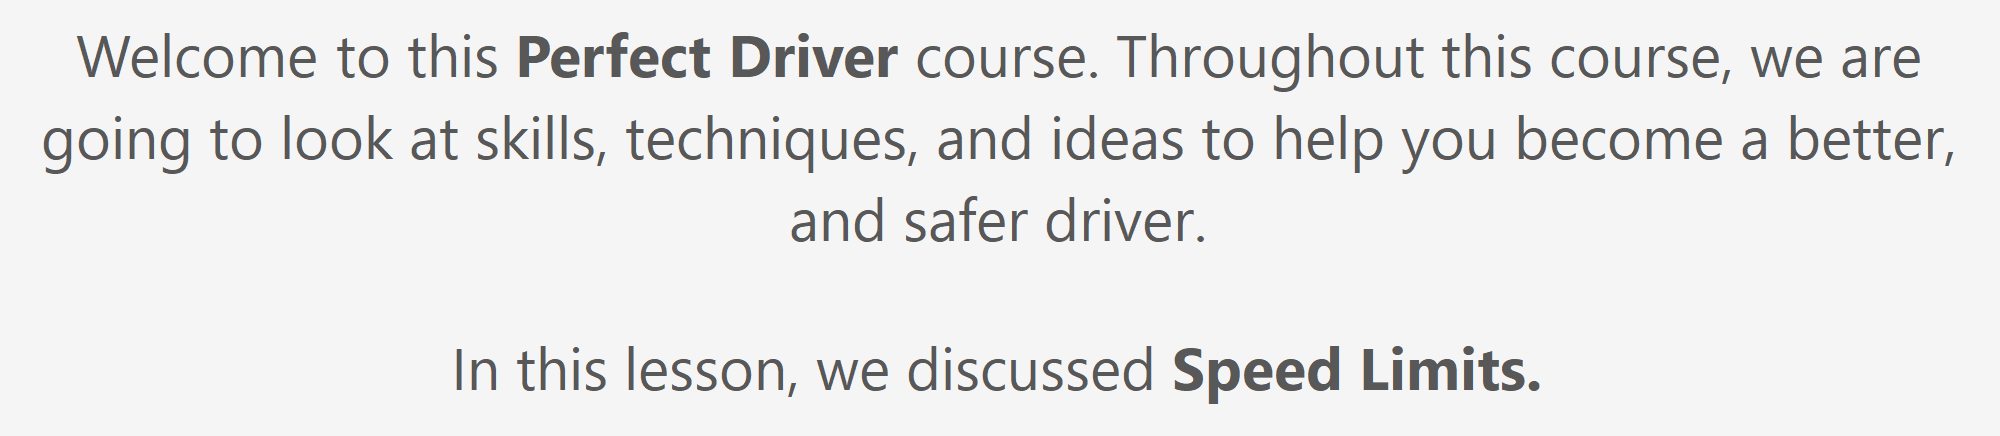 Welcome to this Perfect Driver course. Throughout this course, we are
going to look at skills, techniques, and ideas to help you become a better,
and safer driver.
In this lesson, we discussed Speed Limits.